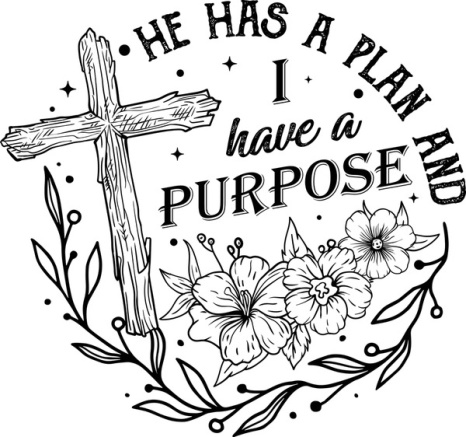 HE HAS A PLAN AND
I
have a
PURPOSE